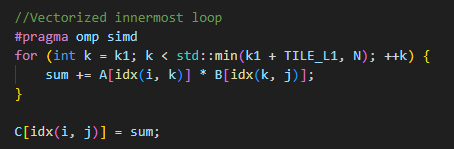 //Vectorized innermost loop
#pragma omp simd
for (int k = k1; k < std::min(k1 + TILE_L1, N); ++k) {
    sum += A[idx(i, k)] * B[idx(k, j)];
}
C[idx(i, j)] = sum;